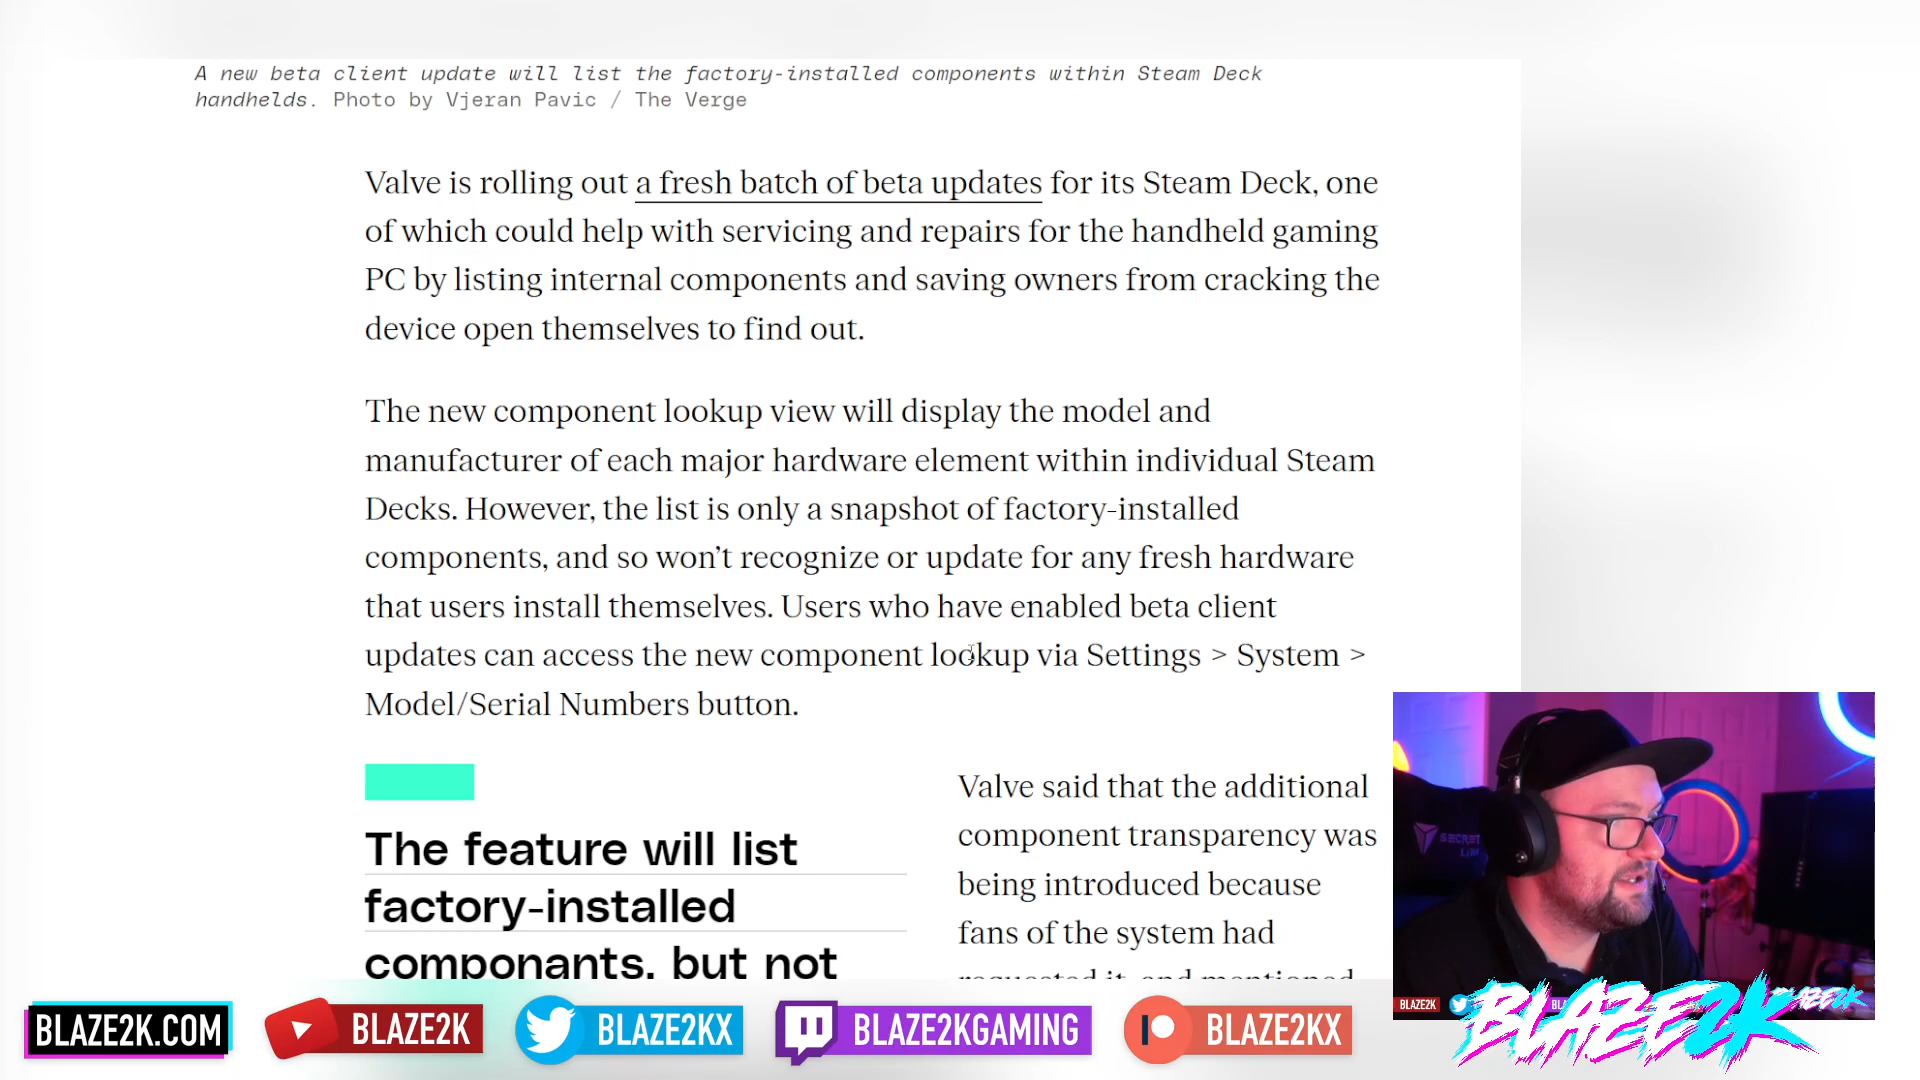 A new beta client update will list the factory-installed components within Steam Deck
handhelds. Photo by Vjeran Pavic / The Verge
Valve is rolling out a fresh batch of beta updates for its Steam Deck, one
of which could help with servicing and repairs for the handheld gaming
PC by listing internal components and saving owners from cracking the
device open themselves to find out.
The new component lookup view will display the model and
manufacturer of each major hardware element within individual Steam
Decks. However, the list is only a snapshot of factory-installed
components, and so won’t recognize or update for any fresh hardware
that users install themselves. Users who have enabled beta client
updates can access the new component lookup via Settings > System >
Model/Serial Numbers button.
The feature will list
factory-installed
componants, but not
Valve said that the additional
component transparency was
being introduced because
fans of the system had
requested it, and mentioned
SECRET
BLAZE2K
BLAZE2K.COM
BLAZE2K
BLAZE2KX
BLAZE2KGAMING
BLAZE2KX
BLAZE2K
BLAZE2K